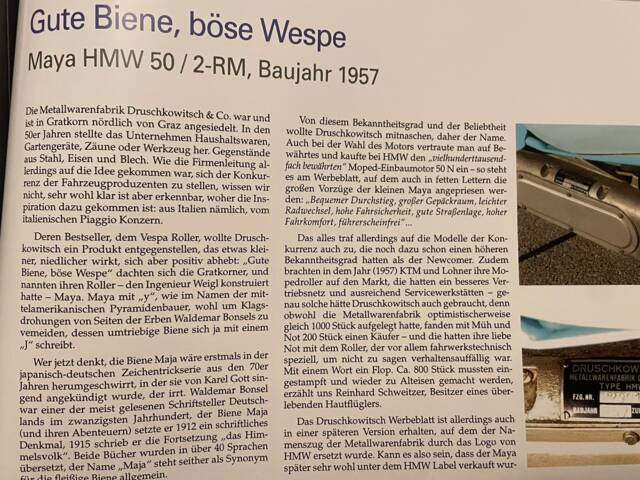 Gute Biene, böse Wespe
Maya HMW 50 / 2-RM, Baujahr 1957
Die Metallwarenfabrik Druschkowitsch & Co. war und
ist in Gratkorn nördlich von Graz angesiedelt. In den
50er Jahren stellte das Unternehmen Haushaltswaren,
Gartengeräte, Zäune oder Werkzeug her. Gegenstände
aus Stahl, Eisen und Blech. Wie die Firmenleitung al-
lerdings auf die Idee gekommen war, sich der Konkur-
renz der Fahrzeugproduzenten zu stellen, wissen wir
nicht, sehr wohl klar ist aber erkennbar, woher die Ins-
piration dazu gekommen ist: aus Italien nämlich, vom
italienischen Piaggio Konzern.
Deren Bestseller, dem Vespa Roller, wollte Drusch-
kowitsch ein Produkt entgegenstellen, das etwas klei-
ner, niedlicher wirkt, sich aber positiv abhebt: „Gute
Biene, böse Wespe" dachten sich die Gratkorner, und
nannten ihren Roller – den Ingenieur Weigl konstruiert
hatte – Maya. Maya mit „y", wie im Namen der mit-
telamerikanischen Pyramidenbauer, wohl um Klags-
drohungen von Seiten der Erben Waldemar Bonsels zu
vemeiden, dessen umtriebige Biene sich ja mit einem
„J" schreibt.
Wer jetzt denkt, die Biene Maja wäre erstmals in der
japanisch-deutschen Zeichentrickserie aus den 70er
Jahren herumgeschwirrt, in der sie von Karel Gott sin-
gend angekündigt wurde, der irrt. Waldemar Bonsel
war einer der meist gelesenen Schriftsteller Deutsch-
lands im zwanzigsten Jahrhundert, der Biene Maja
(und ihren Abenteuern) setzte er 1912 ein schriftliches
Denkmal, 1915 schrieb er die Fortsetzung „das Him-
melsvolk". Beide Bücher wurden in über 40 Sprachen
übersetzt, der Name „Maja" steht seither als Synonym
für die fleißige Biene allgemein.
Von diesem Bekanntheitsgrad und der Beliebtheit
wollte Druschkowitsch mitnaschen, daher der Name.
Auch bei der Wahl des Motors vertraute man auf Be-
währtes und kaufte bei HMW den „vielhunderttausend-
fach bewährten" Moped-Einbaumotor 50 N ein – so steht
es am Werbeblatt, auf dem auch in fetten Lettern die
großen Vorzüge der kleinen Maya angepriesen wer-
den: „Bequemer Durchstieg, großer Gepäckraum, leichter
Radwechsel, hohe Fahrsicherheit, gute Straßenlage, hoher
Fahrkomfort, führerscheinfrei"...
Das alles traf allerdings auf die Modelle der Kon-
kurrenz auch zu, die noch dazu schon einen höheren
Bekanntheitsgrad hatten als der Newcomer. Zudem
brachten in dem Jahr (1957) KTM und Lohner ihre Mo-
pedroller auf den Markt, die hatten ein besseres Ver-
triebsnetz und ausreichend Servicewerkstätten – ge-
nau solche hätte Druschkowitsch auch gebraucht, denn
obwohl die Metallwarenfabrik optimistischerweise
gleich 1000 Stück aufgelegt hatte, fanden mit Müh und
Not 200 Stück einen Käufer – und die hatten ihre liebe
Not mit dem Roller, der vor allem fahrwerkstechnisch
speziell, um nicht zu sagen verhaltensauffällig war.
Mit einem Wort ein Flop. Ca. 800 Stück mussten ein-
gestampft und wieder zu Alteisen gemacht werden,
erzählt uns Reinhard Schweitzer, Besitzer eines über-
lebenden Hautflüglers.
Das Druschkowitsch Werbeblatt ist allerdings auch
in einer späteren Version erhalten, auf dem der Na-
menszug der Metallwarenfabrik durch das Logo von
HMW ersetzt wurde. Kann es also sein, dass der Maya
später sehr wohl unter dem HMW Label verkauft wur-
DRUSCHKO
METALLWARENFABRIK
TYPE HM
FZG. NR.
BAUJAHR